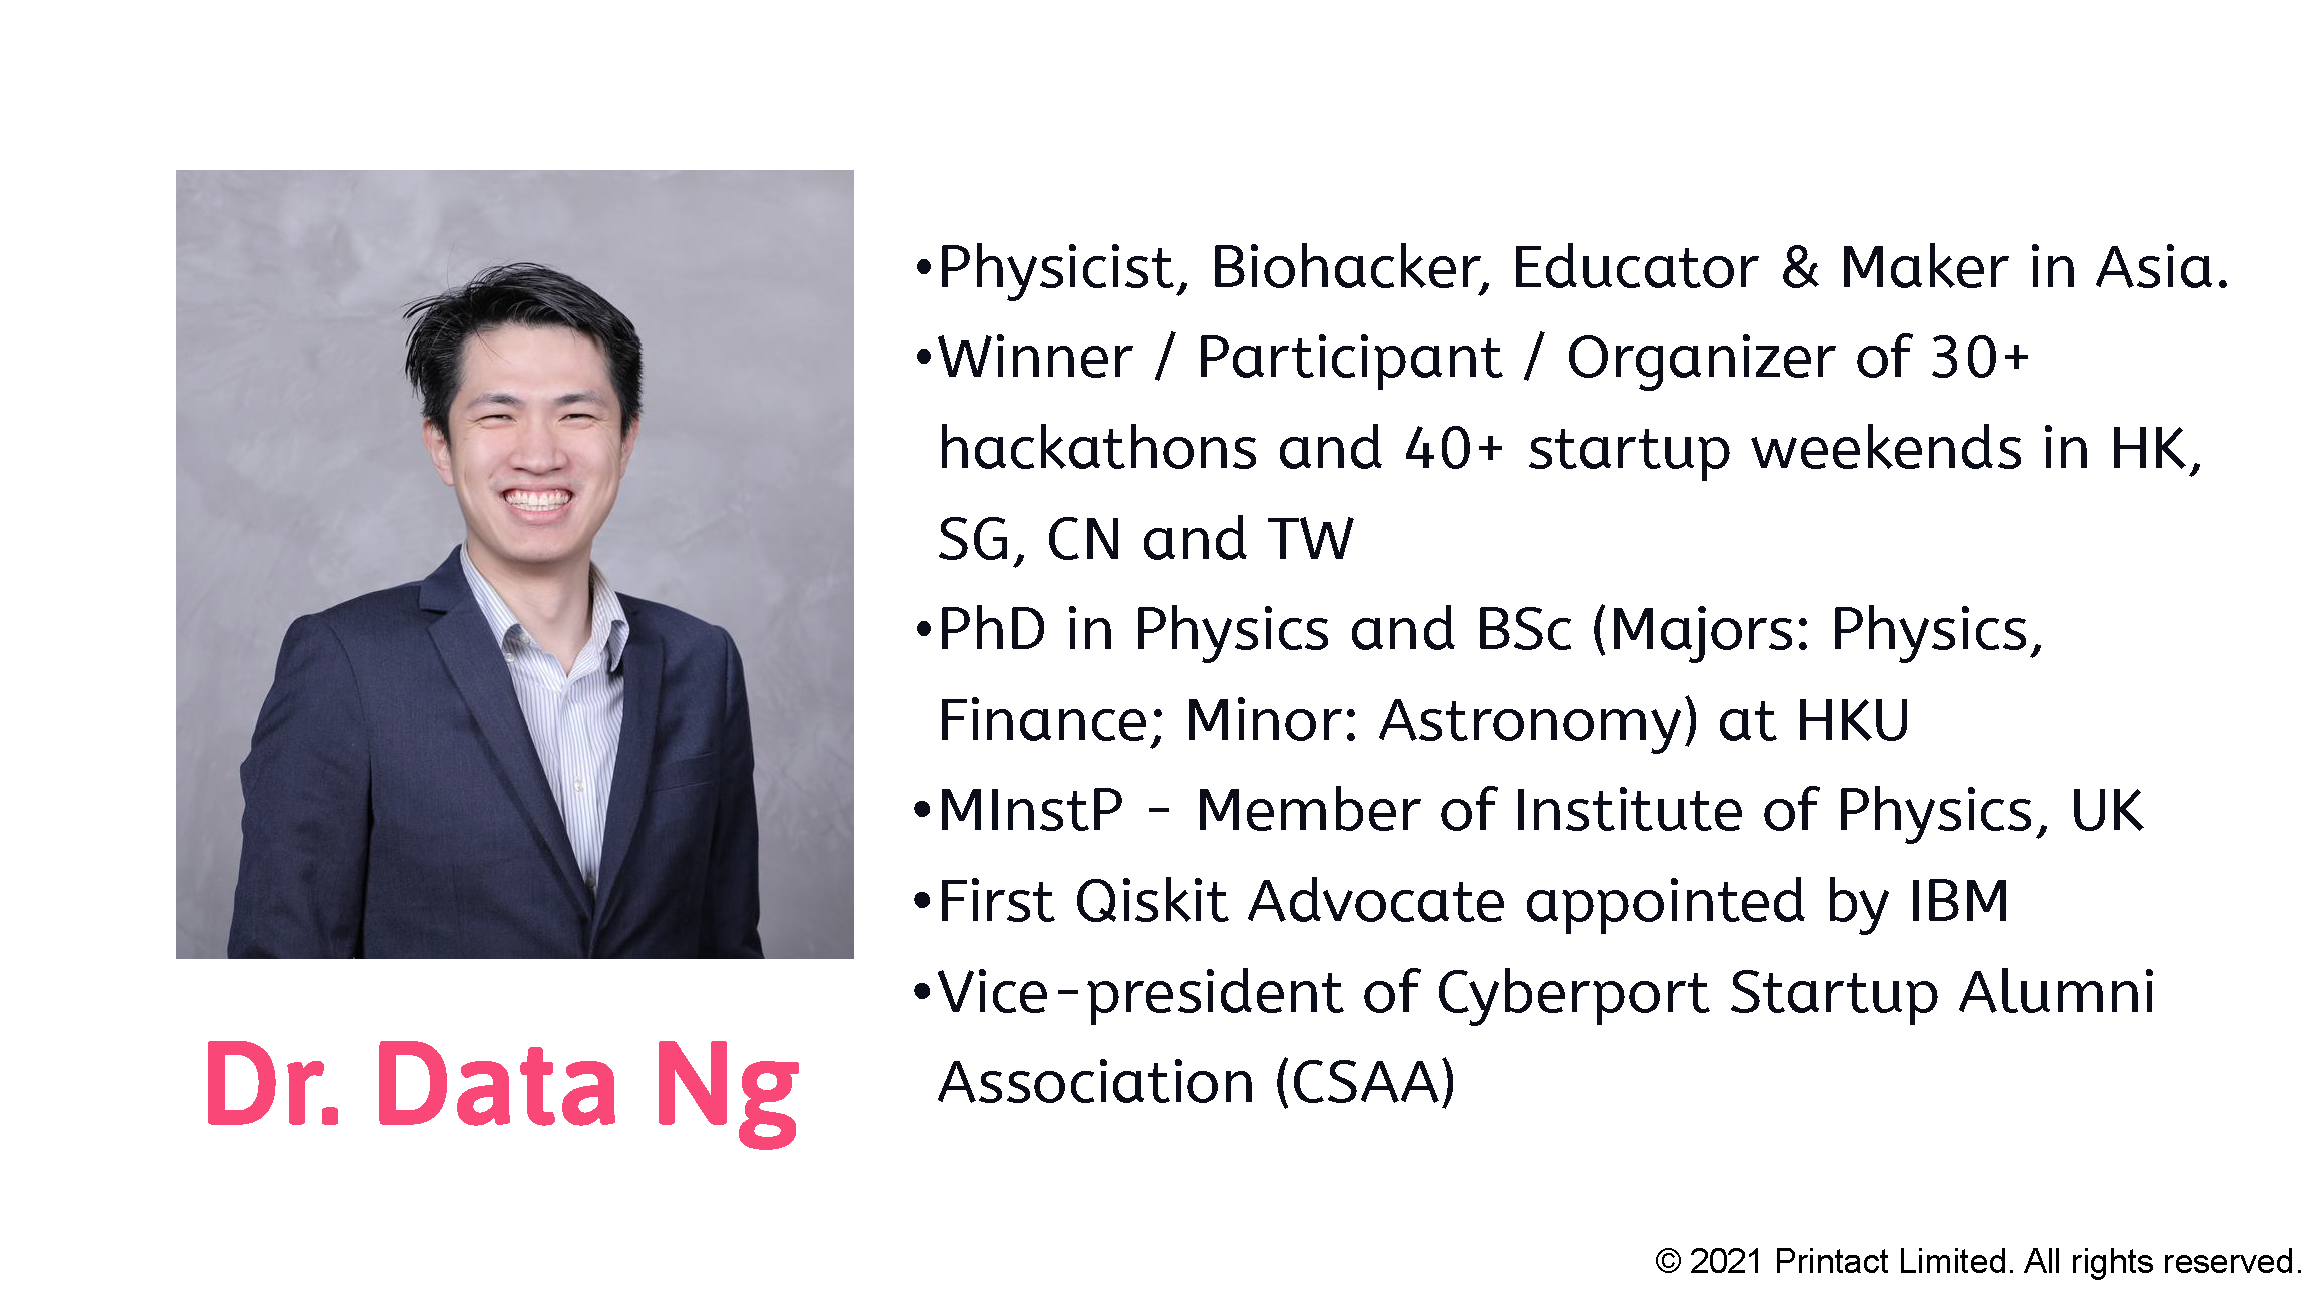 •Physicist, Biohacker, Educator & Maker in Asia.
•Winner / Participant / Organizer of 30+
hackathons and 40+ startup weekends in HK,
SG, CN and TW
•PhD in Physics and BSc (Majors: Physics,
Finance; Minor: Astronomy) at HKU
•MInstP - Member of Institute of Physics, UK
•First Qiskit Advocate appointed by IBM
•Vice-president of Cyberport Startup Alumni
Association (CSAA)
Dr. Data Ng
© 2021 Printact Limited. All rights reserved.